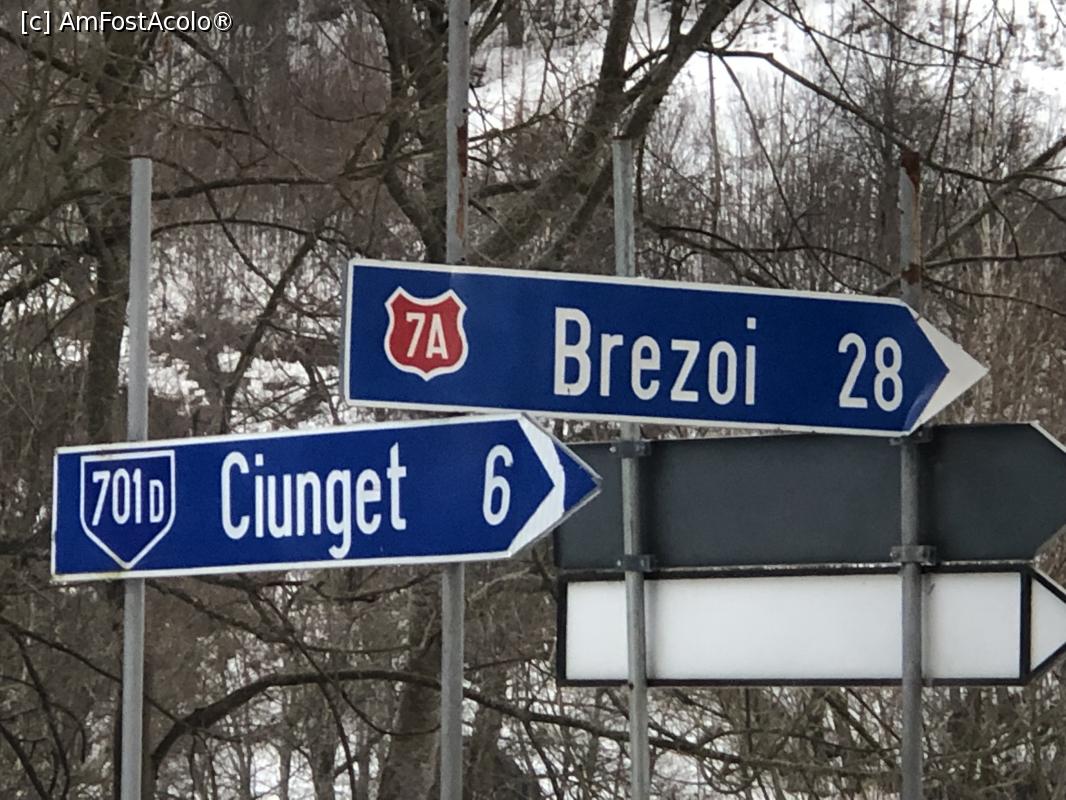 [c] AmFostAcolo®
7A Brezoi 28
701D Ciunget 6